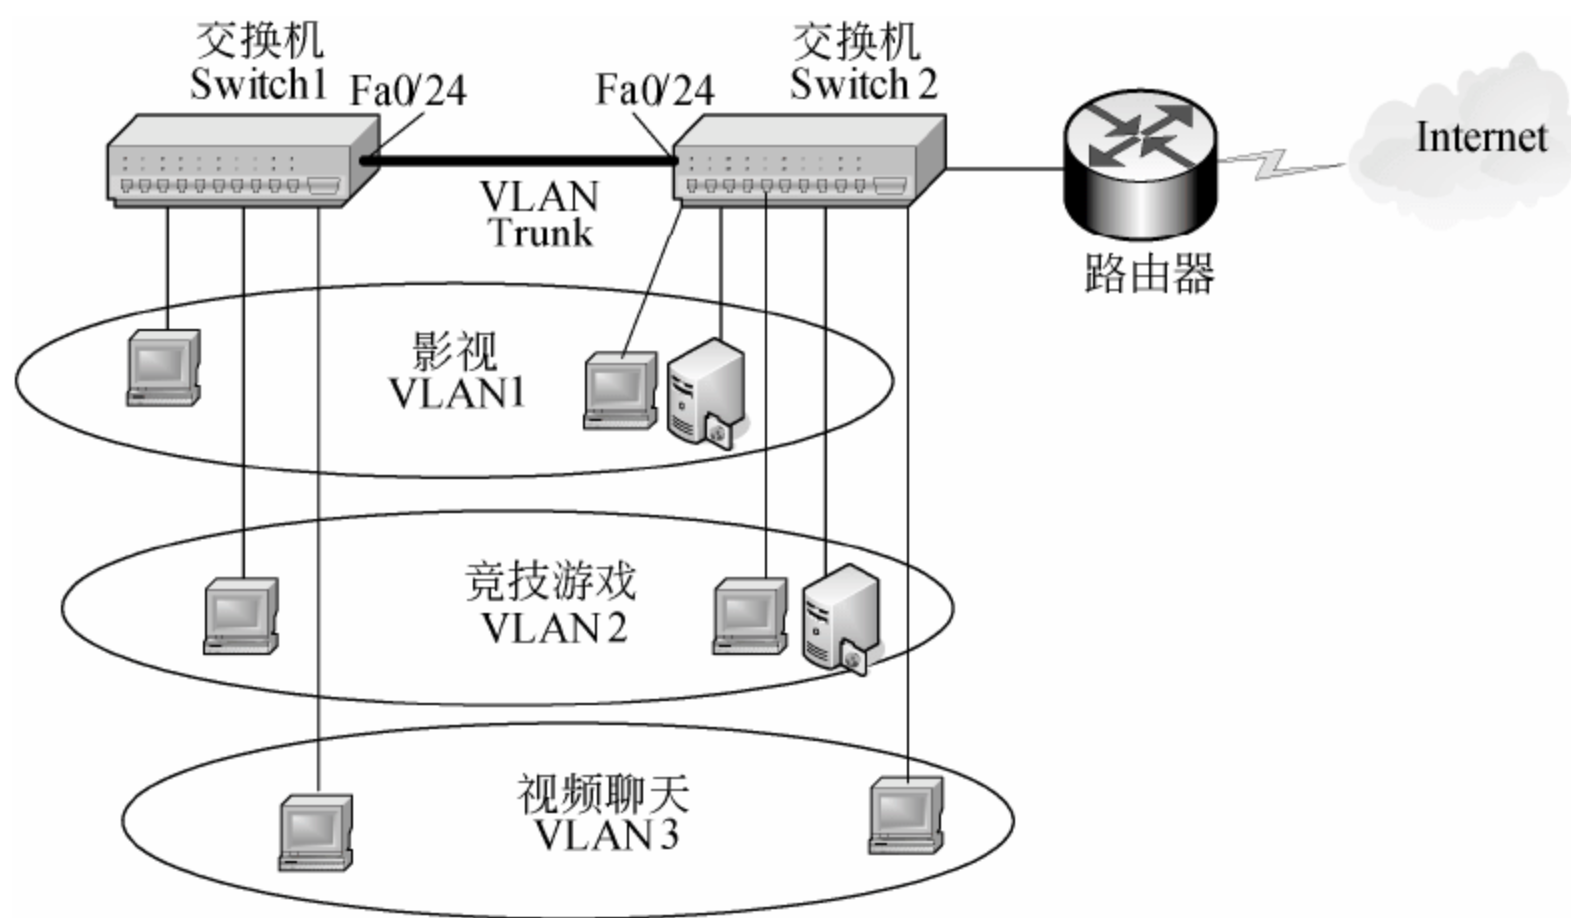 交换机
Switch1
Fa0/24
Fa0/24
交换机
Switch 2
Internet
VLAN
Trunk
路由器
影视
VLAN1
竞技游戏
VLAN 2
视频聊天
VLAN 3